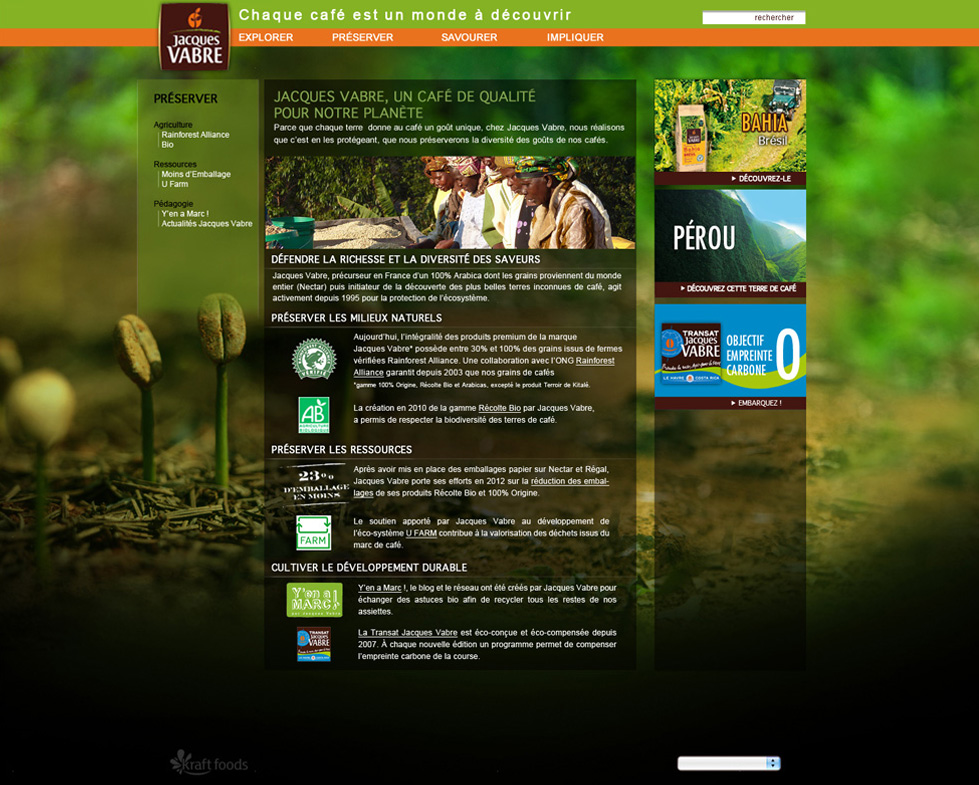 Chaque café est un monde à découvrir
rechercher
Jacques
VABRE
EXPLORER PRÉSERVER SAVOURER IMPLIQUER
PRÉSERVER
Agriculture
Rainforest Alliance
Bio
Ressources
Moins d'Emballage
U Farm
Pédagogie
Y'en a Marc !
Actualités Jacques Vabre
JACQUES VABRE, UN CAFÉ DE QUALITÉ
POUR NOTRE PLANÈTE
Parce que chaque terre donne au café un goût unique, chez Jacques Vabre, nous réalisons
que c'est en les protégeant, que nous préserverons la diversité des goûts de nos cafés.
DÉFENDRE LA RICHESSE ET LA DIVERSITÉ DES SAVEURS
Jacques Vabre, précurseur en France d'un 100% Arabica dont les grains proviennent du monde
entier (Nectar) puis initiateur de la découverte des plus belles terres inconnues de café, agit
activement depuis 1995 pour la protection de l'écosystème.
PRÉSERVER LES MILIEUX NATURELS
Aujourd'hui, l'intégralité des produits premium de la marque
Jacques Vabre* possède entre 30% et 100% des grains issus de fermes
vérifiées Rainforest Alliance. Une collaboration avec l'ONG Rainforest
Alliance garantit depuis 2003 que nos grains de cafés
*gamme 100% Origine, Récolte Bio et Arabicas, excepté le produit Terroir de Kitalé.
AB
AGRICULTURE
BIOLOGIQUE
La création en 2010 de la gamme Récolte Bio par Jacques Vabre,
a permis de respecter la biodiversité des terres de café.
PRÉSERVER LES RESSOURCES
23%
D'EMBALLAGE
EN MOINS
Après avoir mis en place des emballages papier sur Nectar et Régal,
Jacques Vabre porte ses efforts en 2012 sur la réduction des embal-
lages de ses produits Récolte Bio et 100% Origine.
FARM
Le soutien apporté par Jacques Vabre au développement de
l'éco-système U FARM contribue à la valorisation des déchets issus du
marc de café.
CULTIVER LE DÉVELOPPEMENT DURABLE
Y'en a
MARC!
par Jacques Vabre
Y'en a Marc !, le blog et le réseau ont été créés par Jacques Vabre pour
échanger des astuces bio afin de recycler tous les restes de nos
assiettes.
TRANSAT
Jacques
VABRE
La Transat Jacques Vabre est éco-conçue et éco-compensée depuis
2007. À chaque nouvelle édition un programme permet de compenser
l'empreinte carbone de la course.
BAHIA
Brésil
DÉCOUVREZ-LE
PÉROU
DÉCOUVREZ CETTE TERRE DE CAFÉ
TRANSAT
Jacques
VABRE
LE HAVRE COSTA RICA
OBJECTIF
EMPREINTE
CARBONE
0
EMBARQUEZ !
kraft foods